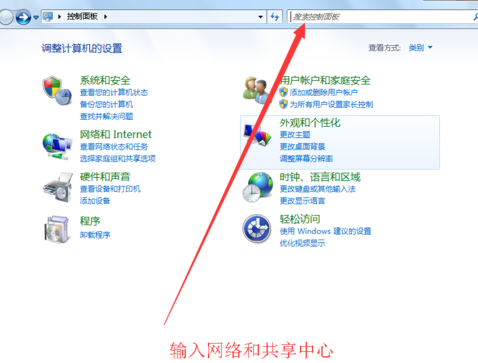 控制面板
搜索控制面板
调整计算机的设置
查看方式: 类别
系统和安全
查看您的计算机状态
备份您的计算机
查找并解决问题
网络和 Internet
查看网络状态和任务
选择家庭组和共享选项
硬件和声音
查看设备和打印机
添加设备
程序
卸载程序
用户帐户和家庭安全
添加或删除用户帐户
为所有用户设置家长控制
外观和个性化
更改主题
更改桌面背景
调整屏幕分辨率
时钟、语言和区域
更改键盘或其他输入法
更改显示语言
轻松访问
使用 Windows 建议的设置
优化视频显示
输入网络和共享中心